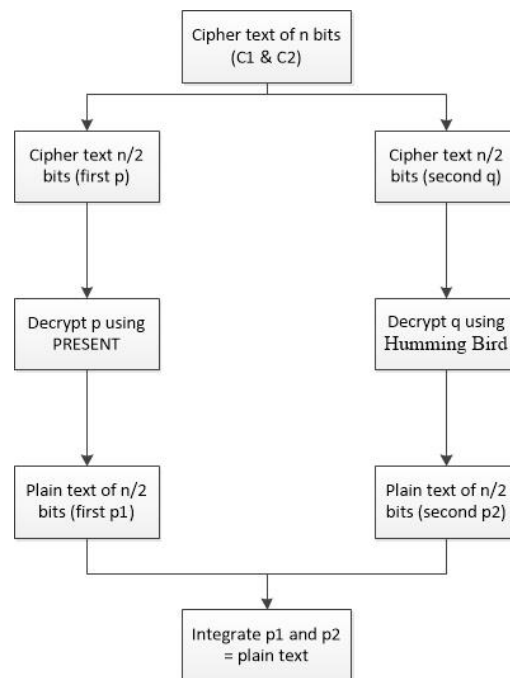 Cipher text of n bits
(C1 & C2)
Cipher text n/2
bits (first p)
Cipher text n/2
bits (second q)
Decrypt p using
PRESENT
Decrypt q using
Humming Bird
Plain text of n/2
bits (first p1)
Plain text of n/2
bits (second p2)
Integrate p1 and p2
= plain text